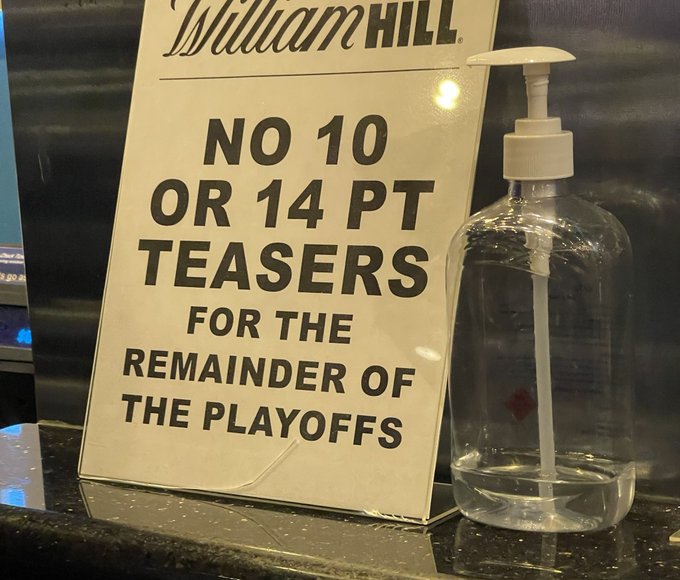 William HILL
NO 10
OR 14 PT
TEASERS
FOR THE
REMAINDER OF
THE PLAYOFFS